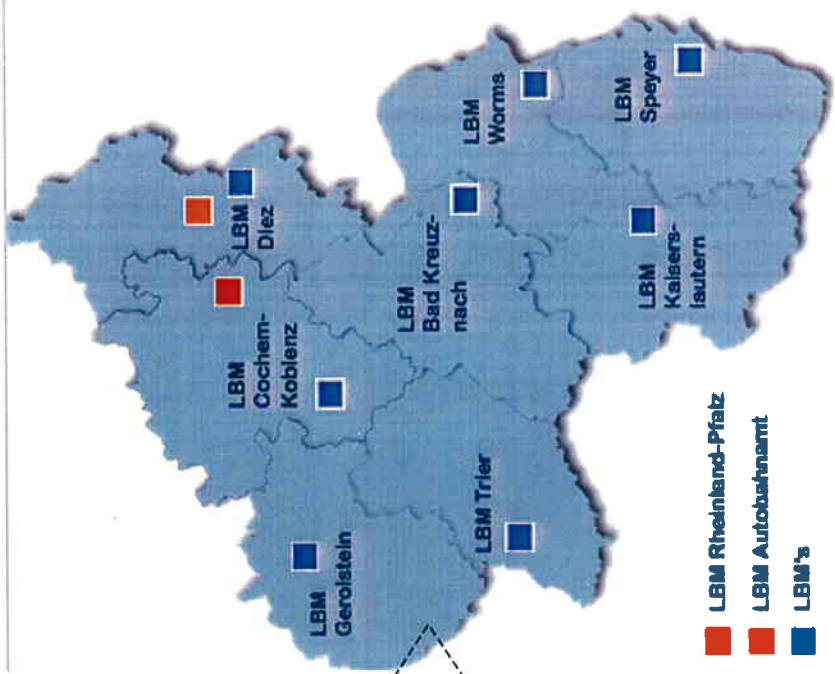 LBM
Diez
LBM
Cochem-
Koblenz
LBM
Gerolstein
LBM Trier
LBM
Bad Kreuz-
nach
LBM
Worms
LBM
Speyer
LBM
Kaisers-
lautern
LBM Rheinland-Pfalz
LBM Autobahnamt
LBM's